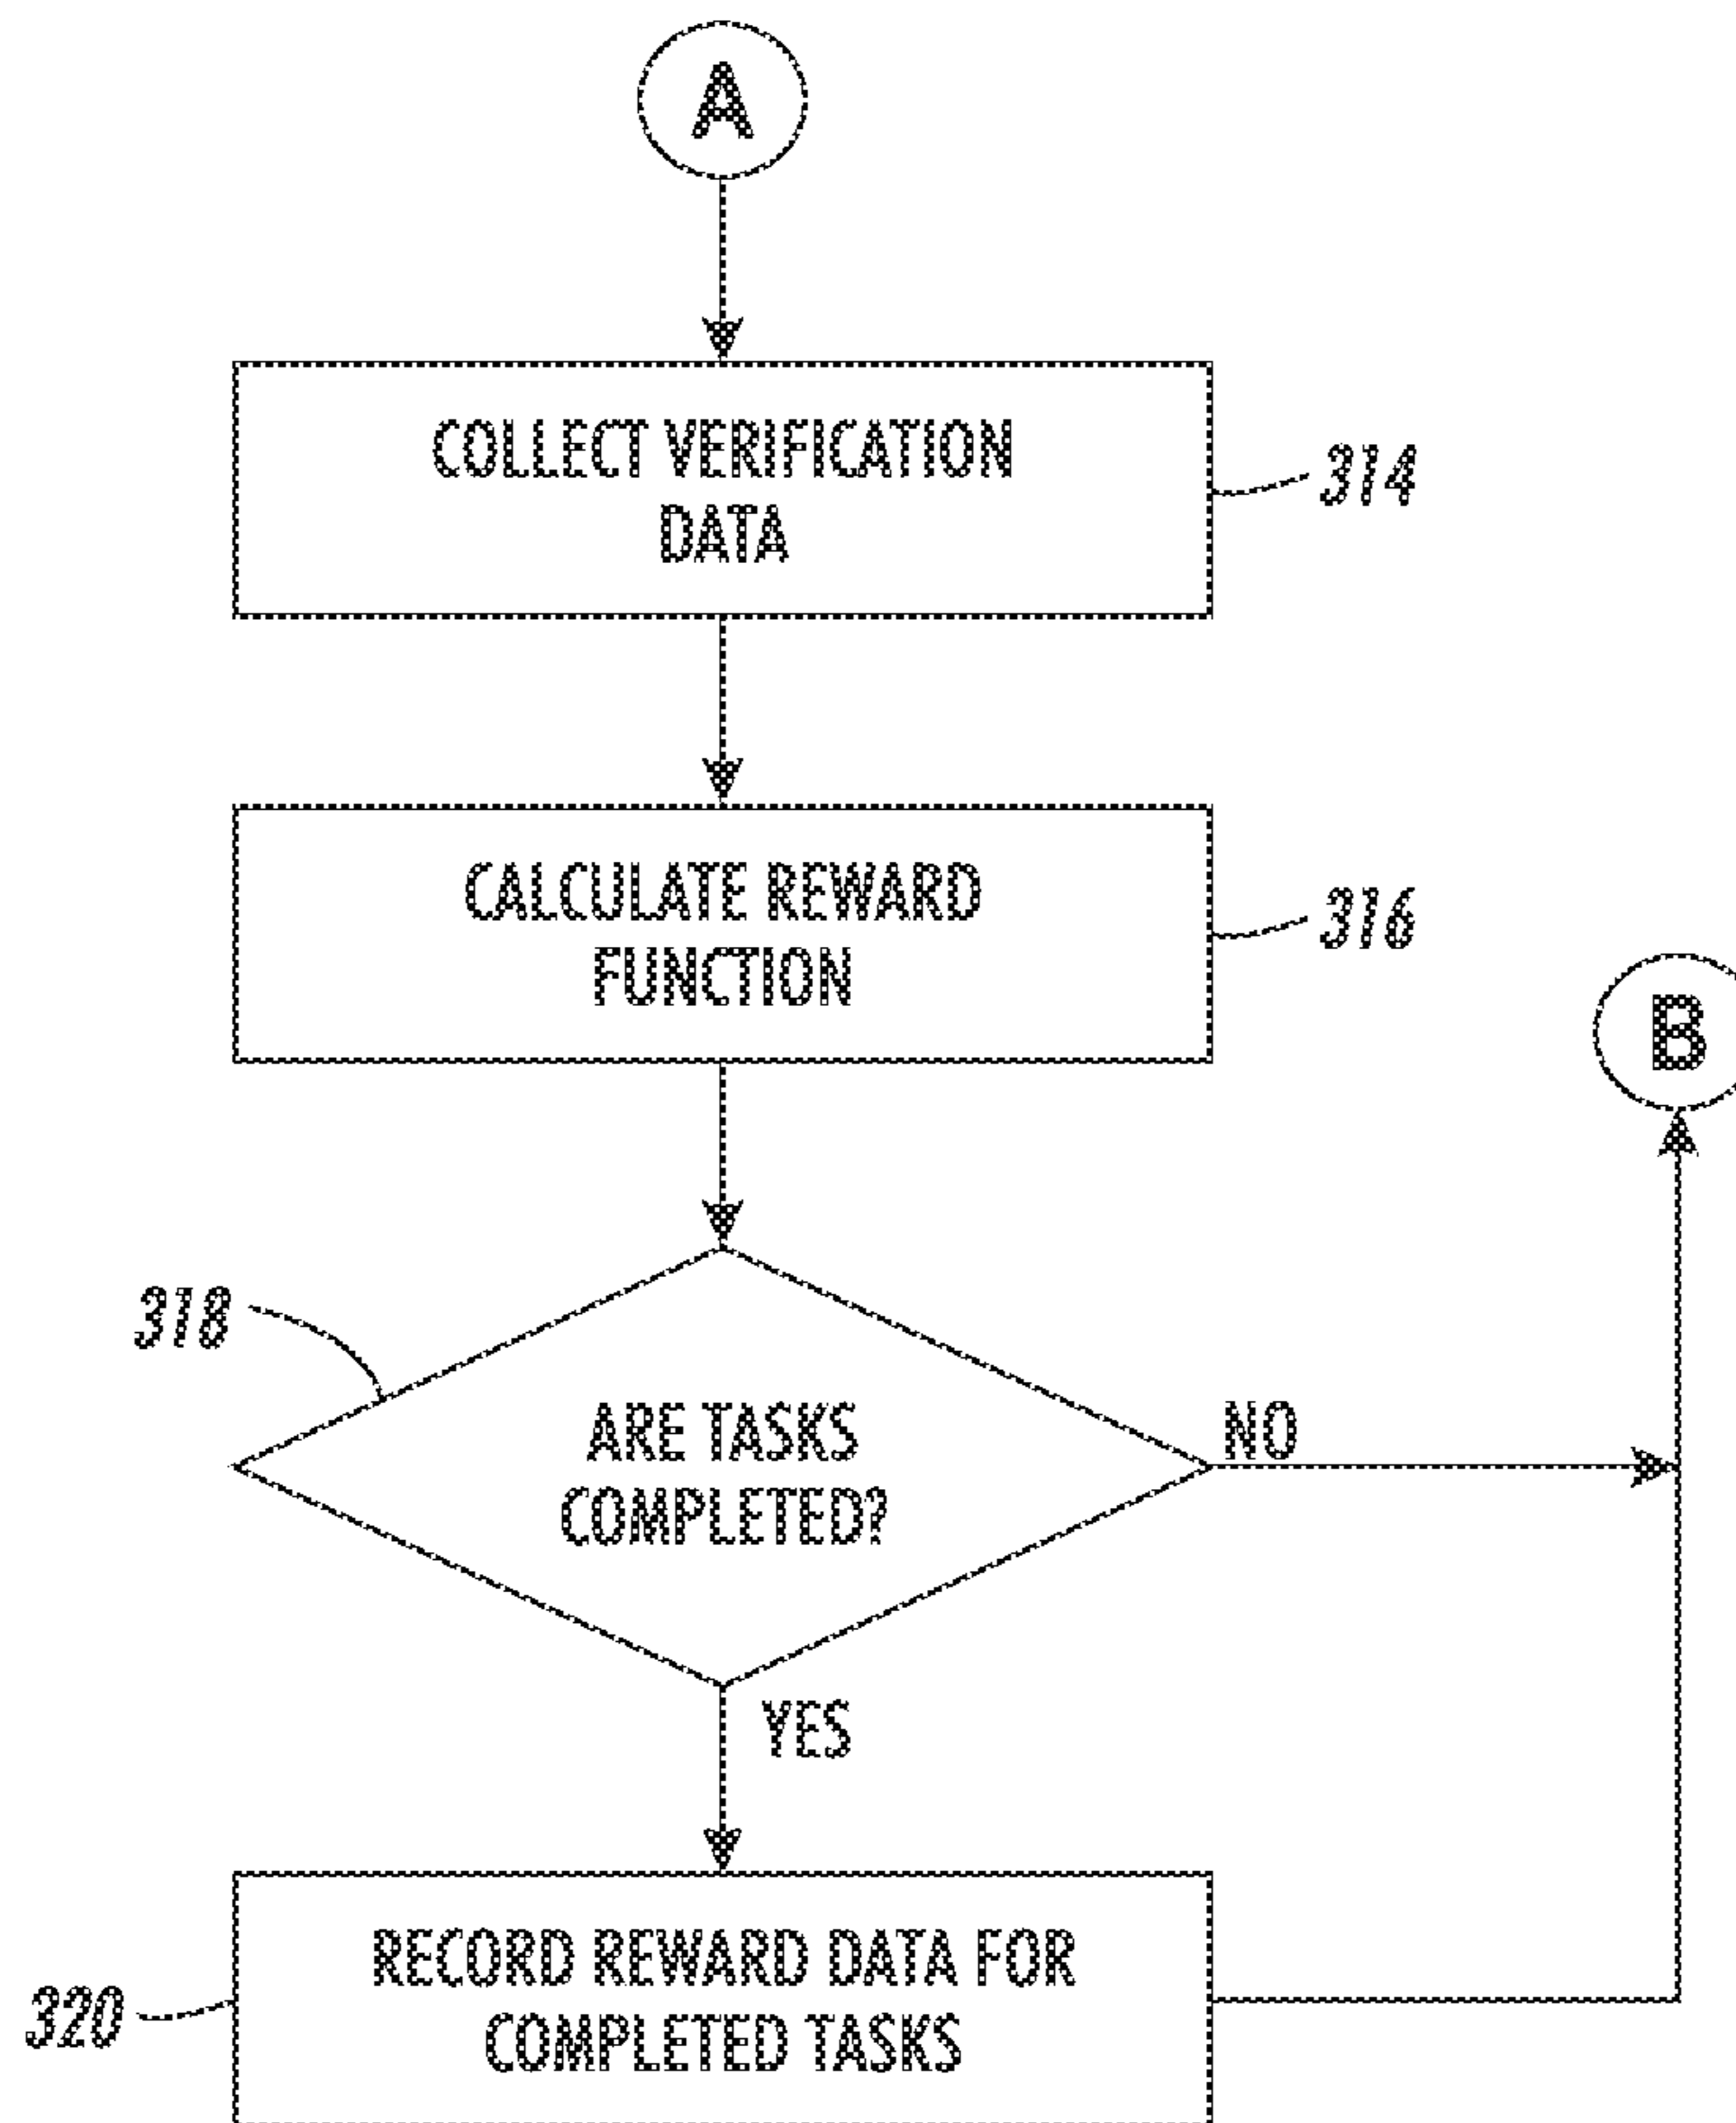 A
COLLECT VERIFICATION
DATA
314
CALCULATE REWARD
FUNCTION
316
B
318
ARE TASKS
COMPLETED?
NO
YES
RECORD REWARD DATA FOR
COMPLETED TASKS
320